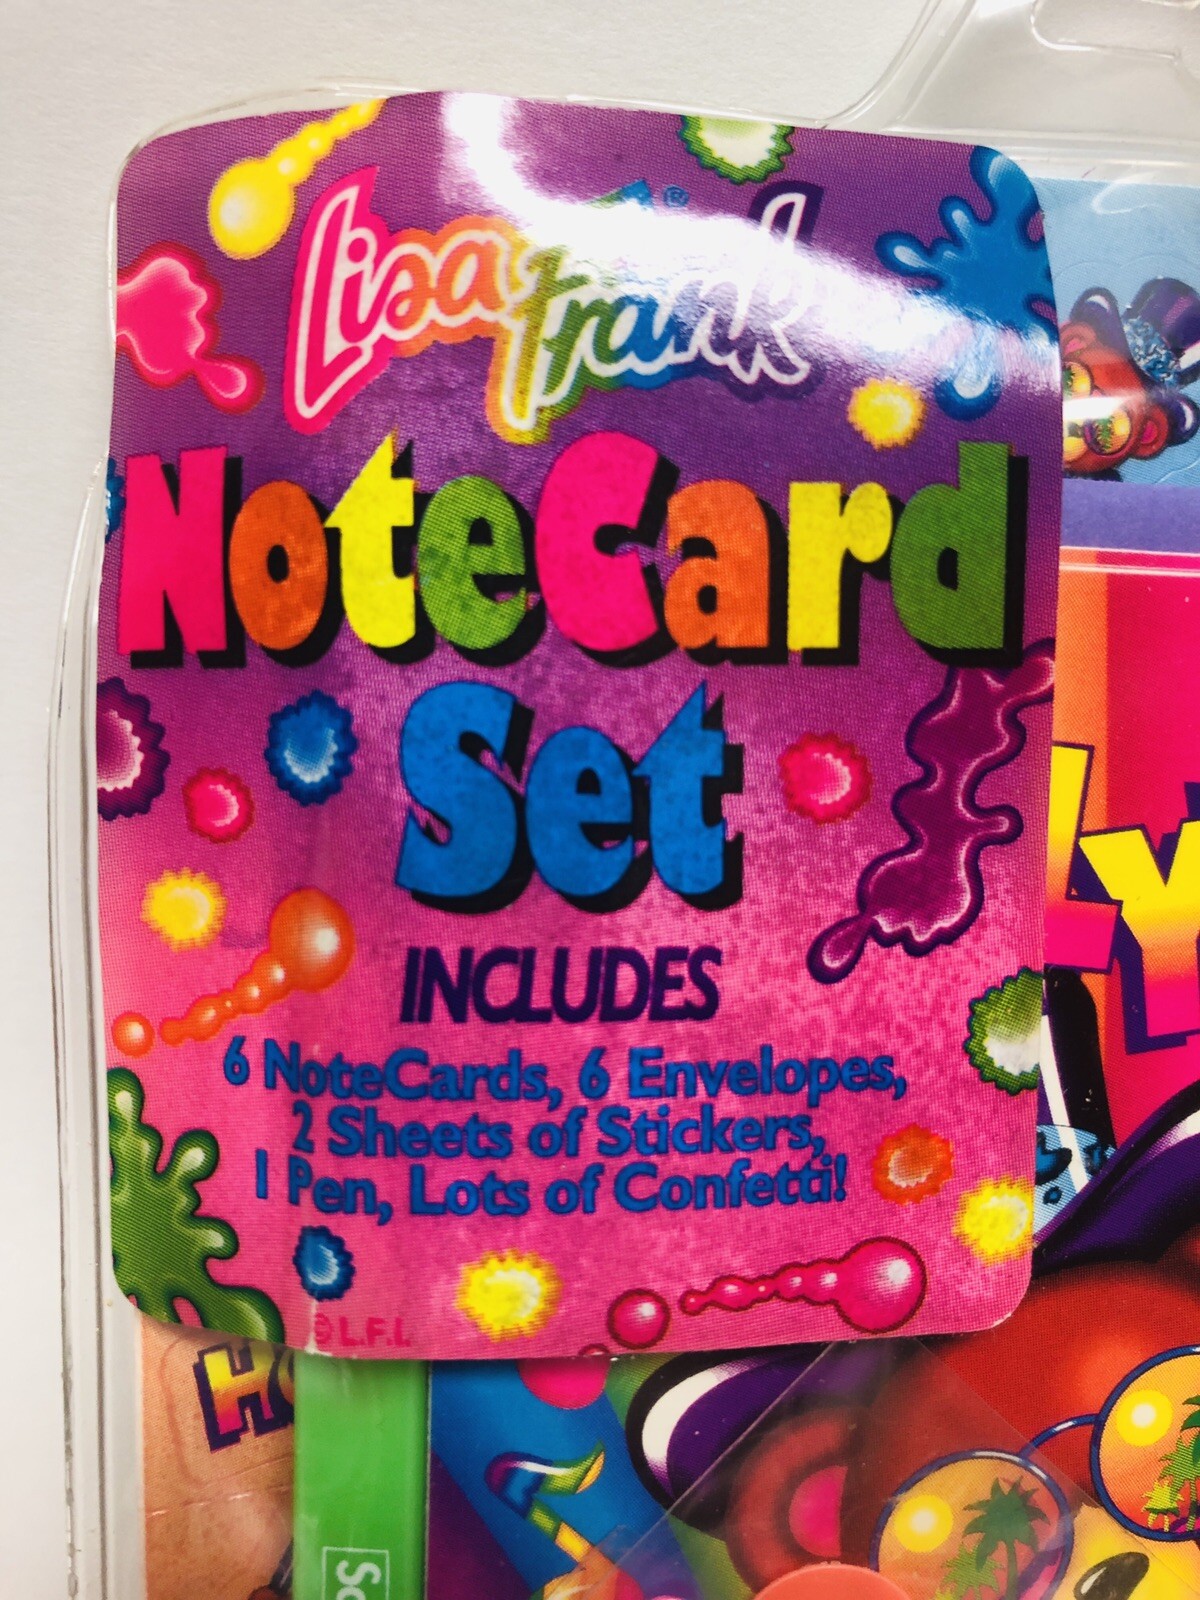 Lisa Frank®
NoteCard
Set
INCLUDES
6 NoteCards, 6 Envelopes,
2 Sheets of Stickers,
1 Pen, Lots of Confetti!
© L.F.I.